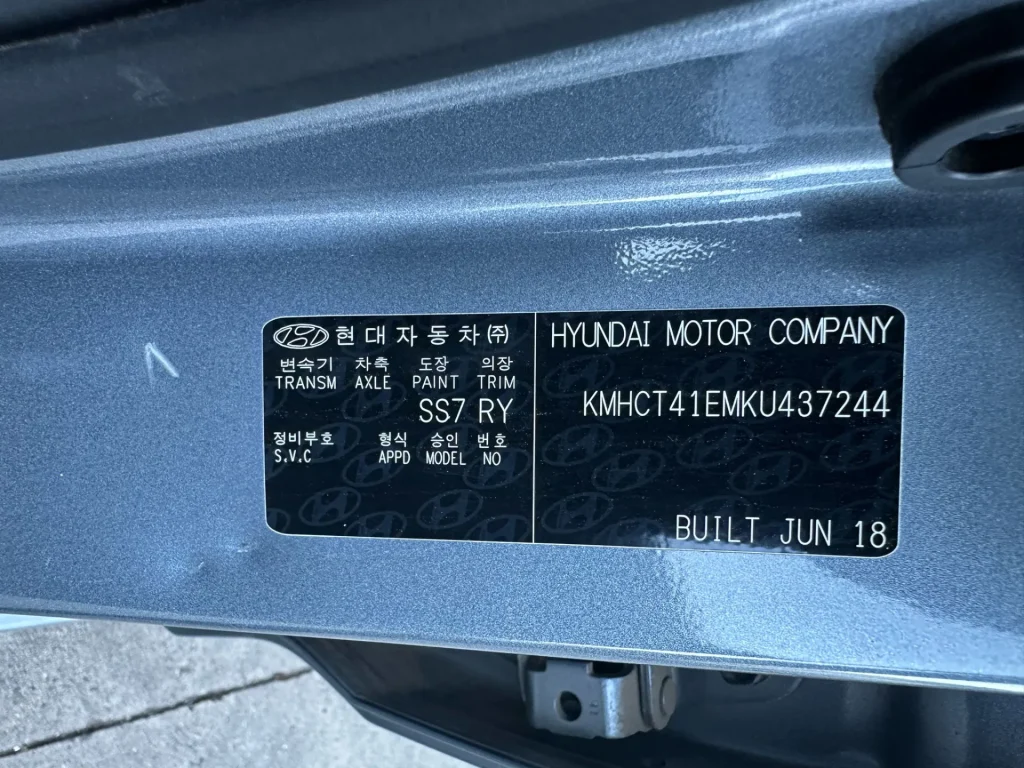 현대자동차㈜
변속기 차축 도장 의장
TRANSM AXLE PAINT TRIM
SS7 RY
정비부호 형식 승인 번호
S.V.C APPD MODEL NO
HYUNDAI MOTOR COMPANY
KMHCT41EMKU437244
BUILT JUN 18